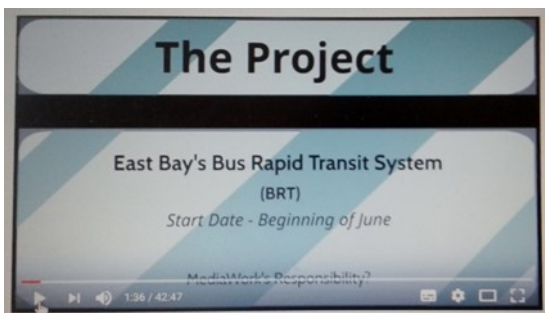 The Project
East Bay's Bus Rapid Transit System
(BRT)
Start Date - Beginning of June
MediaWork's Responsibility?
1:36 / 42:47